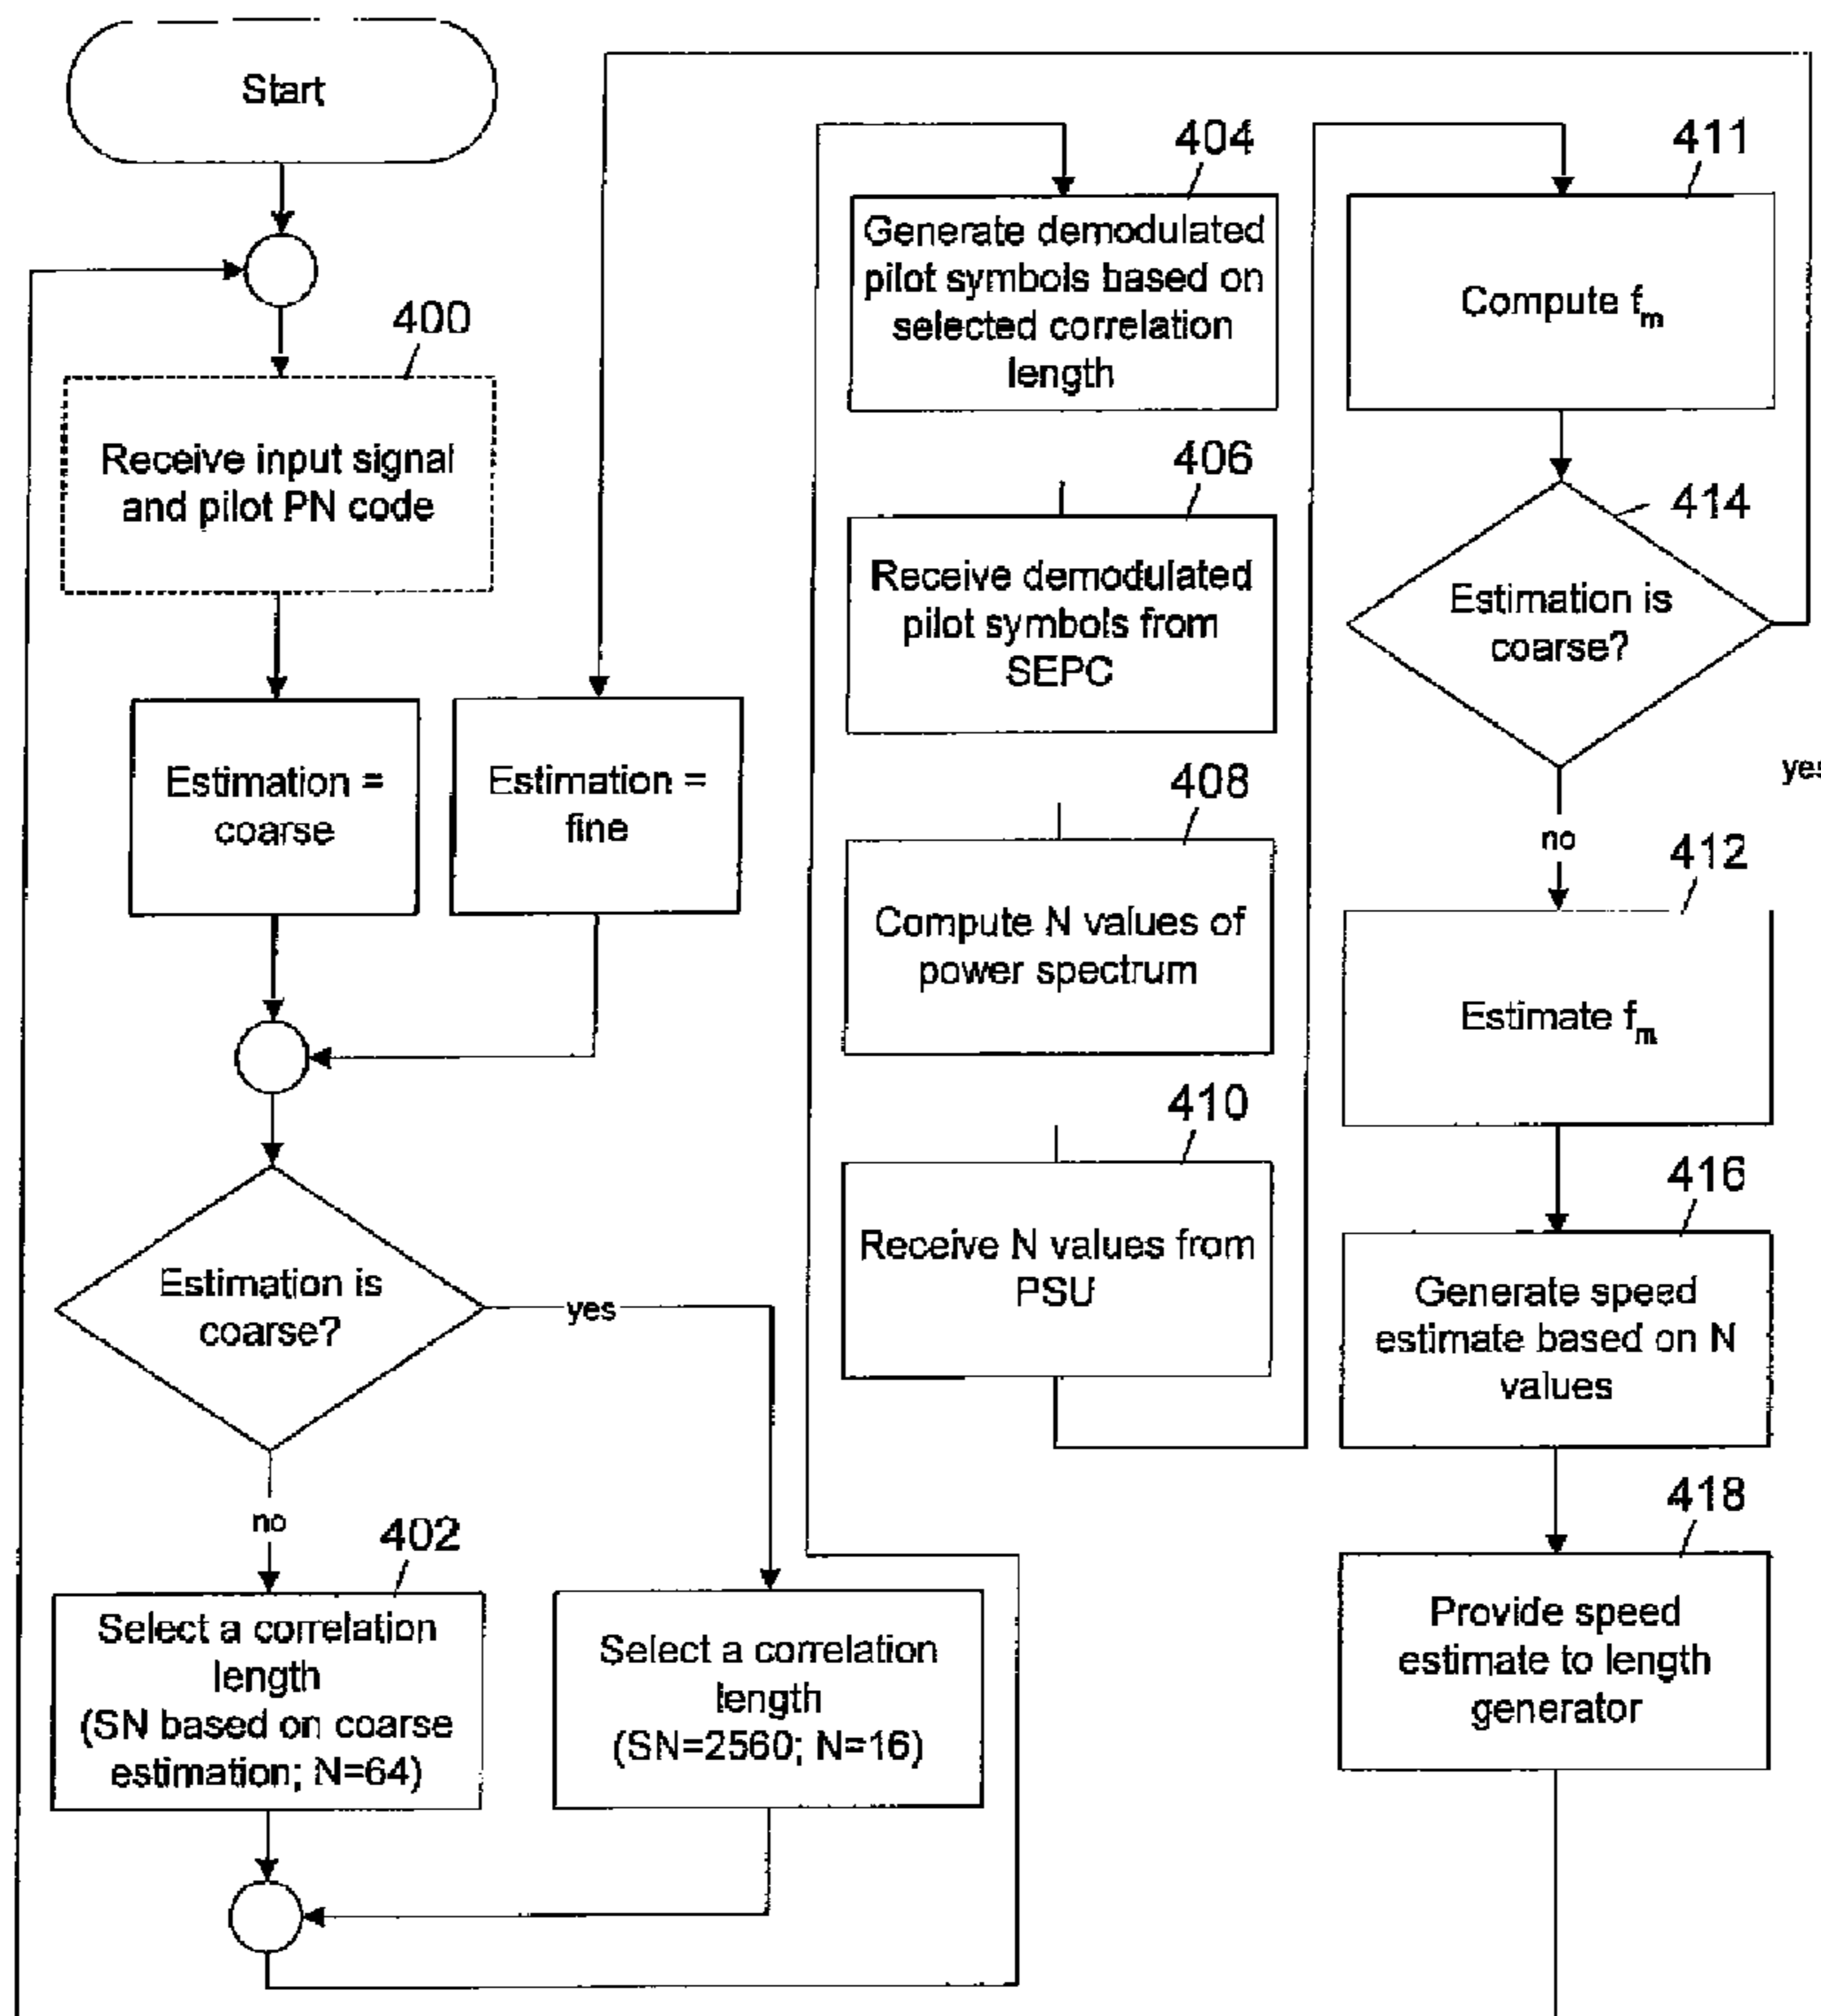 Start
400
Receive input signal
and pilot PN code
Estimation =
coarse
Estimation =
fine
Estimation is
coarse?
yes
no
402
Select a correlation
length
(SN based on coarse
estimation; N=64)
Select a correlation
length
(SN=2560; N=16)
404
Generate demodulated
pilot symbols based on
selected correlation
length
406
Receive demodulated
pilot symbols from
SEPC
408
Compute N values of
power spectrum
410
Receive N values from
PSU
411
Compute fm
414
Estimation is
coarse?
yes
no
412
Estimate fm
416
Generate speed
estimate based on N
values
418
Provide speed
estimate to length
generator